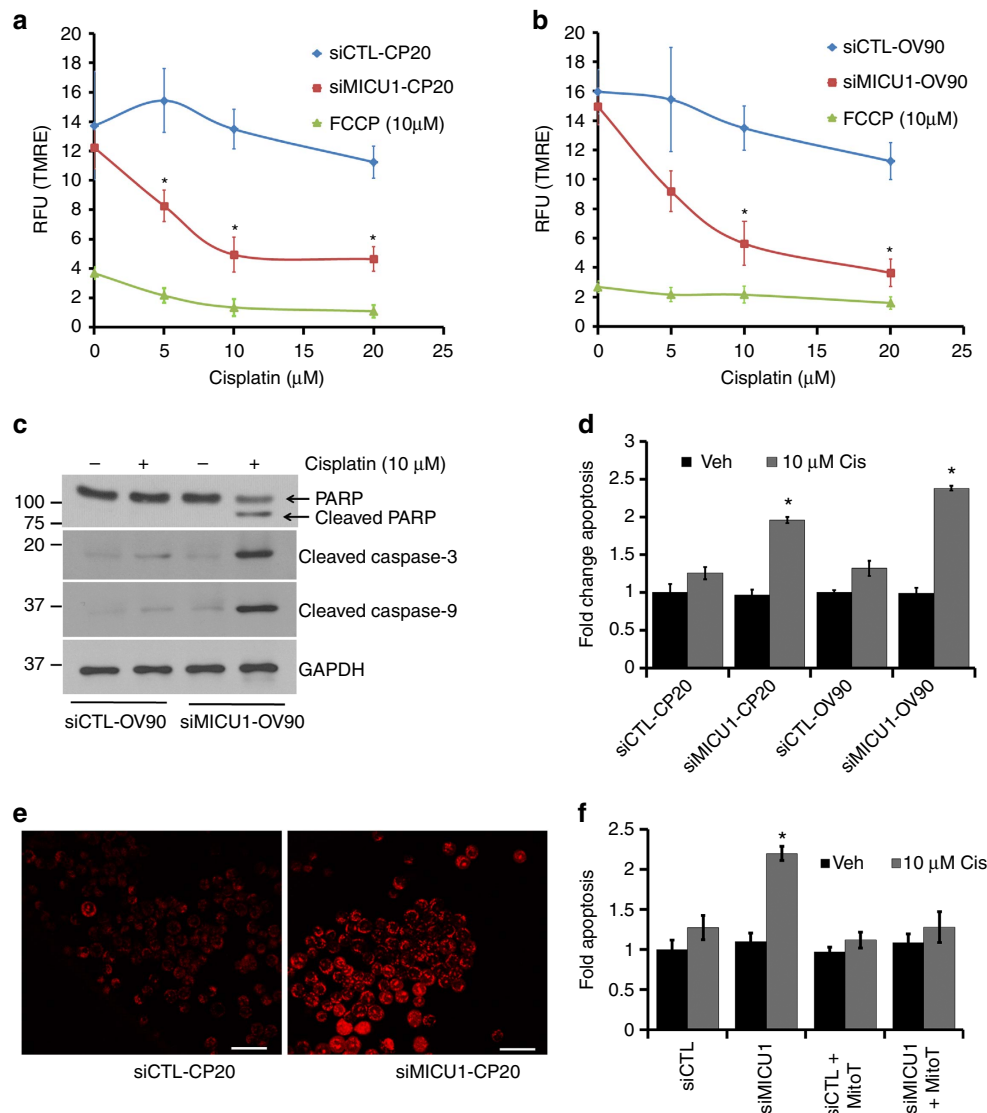 a
20
18
16
14
12
10
8
6
4
2
0
RFU (TMRE)
siCTL-CP20
siMICU1-CP20
FCCP (10µM)
*
*
*
0 5 10 15 20 25
Cisplatin (µM)
b
20
18
16
14
12
10
8
6
4
2
0
RFU (TMRE)
siCTL-OV90
siMICU1-OV90
FCCP (10µM)
*
*
0 5 10 15 20 25
Cisplatin (µM)
c
– + – + Cisplatin (10 µM)
100
75
PARP
Cleaved PARP
20
Cleaved caspase-3
37
Cleaved caspase-9
37
GAPDH
siCTL-OV90 siMICU1-OV90
d
3
2.5
2
1.5
1
0.5
0
Fold change apoptosis
Veh 10 µM Cis
*
*
siCTL-CP20
siMICU1-CP20
siCTL-OV90
siMICU1-OV90
e
siCTL-CP20 siMICU1-CP20
f
2.5
2
1.5
1
0.5
0
Fold apoptosis
Veh 10 µM Cis
*
siCTL
siMICU1
siCTL +
MitoT
siMICU1
+ MitoT